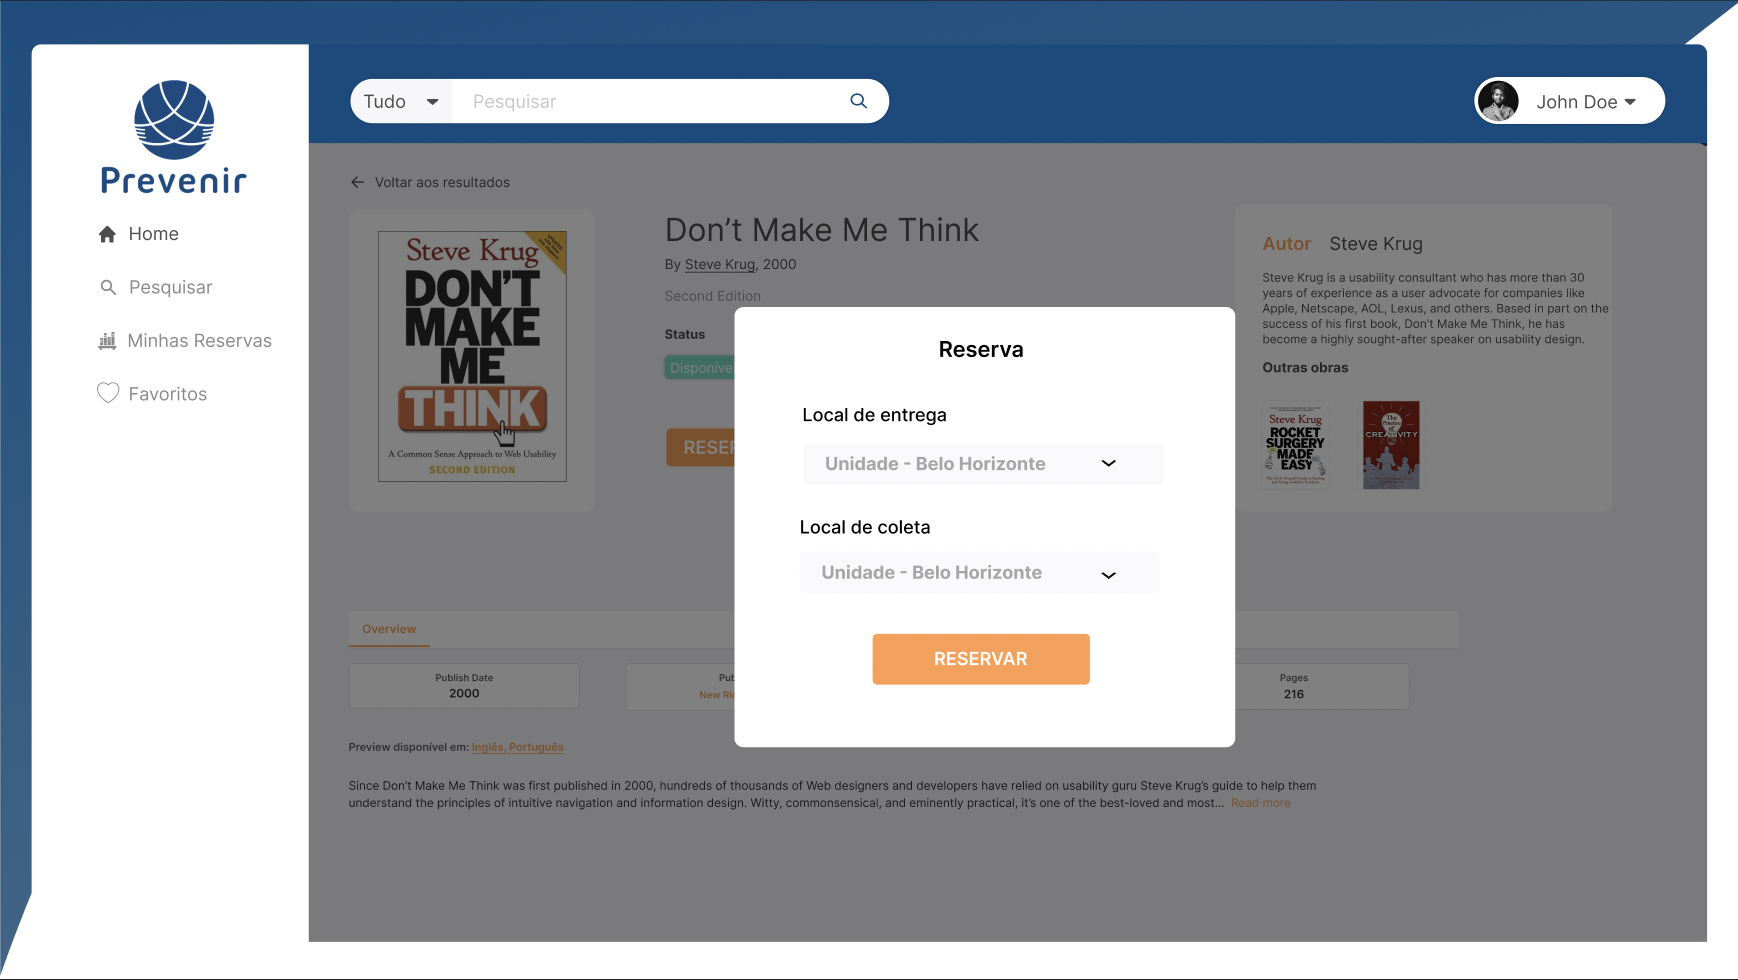 Tudo
Pesquisar
John Doe
Prevenir
Home
Pesquisar
Minhas Reservas
Favoritos
Voltar aos resultados
Steve Krug
DON'T
MAKE
ME
THINK
A Common Sense Approach to Web Usability
SECOND EDITION
Don’t Make Me Think
By Steve Krug, 2000
Second Edition
Status
Disponíve
RESER
Autor Steve Krug
Steve Krug is a usability consultant who has more than 30
years of experience as a user advocate for companies like
Apple, Netscape, AOL, Lexus, and others. Based in part on the
success of his first book, Don't Make Me Think, he has
become a highly sought-after speaker on usability design.
Outras obras
Steve Krug
ROCKET
SURGERY
MADE
EASY
The
Practice
of
CREATIVITY
Reserva
Local de entrega
Unidade - Belo Horizonte
Local de coleta
Unidade - Belo Horizonte
RESERVAR
Overview
Publish Date
2000
Pub
New Ri
Pages
216
Preview disponível em: Inglês, Português
Since Don’t Make Me Think was first published in 2000, hundreds of thousands of Web designers and developers have relied on usability guru Steve Krug’s guide to help them
understand the principles of intuitive navigation and information design. Witty, commonsensical, and eminently practical, it’s one of the best-loved and most... Read more